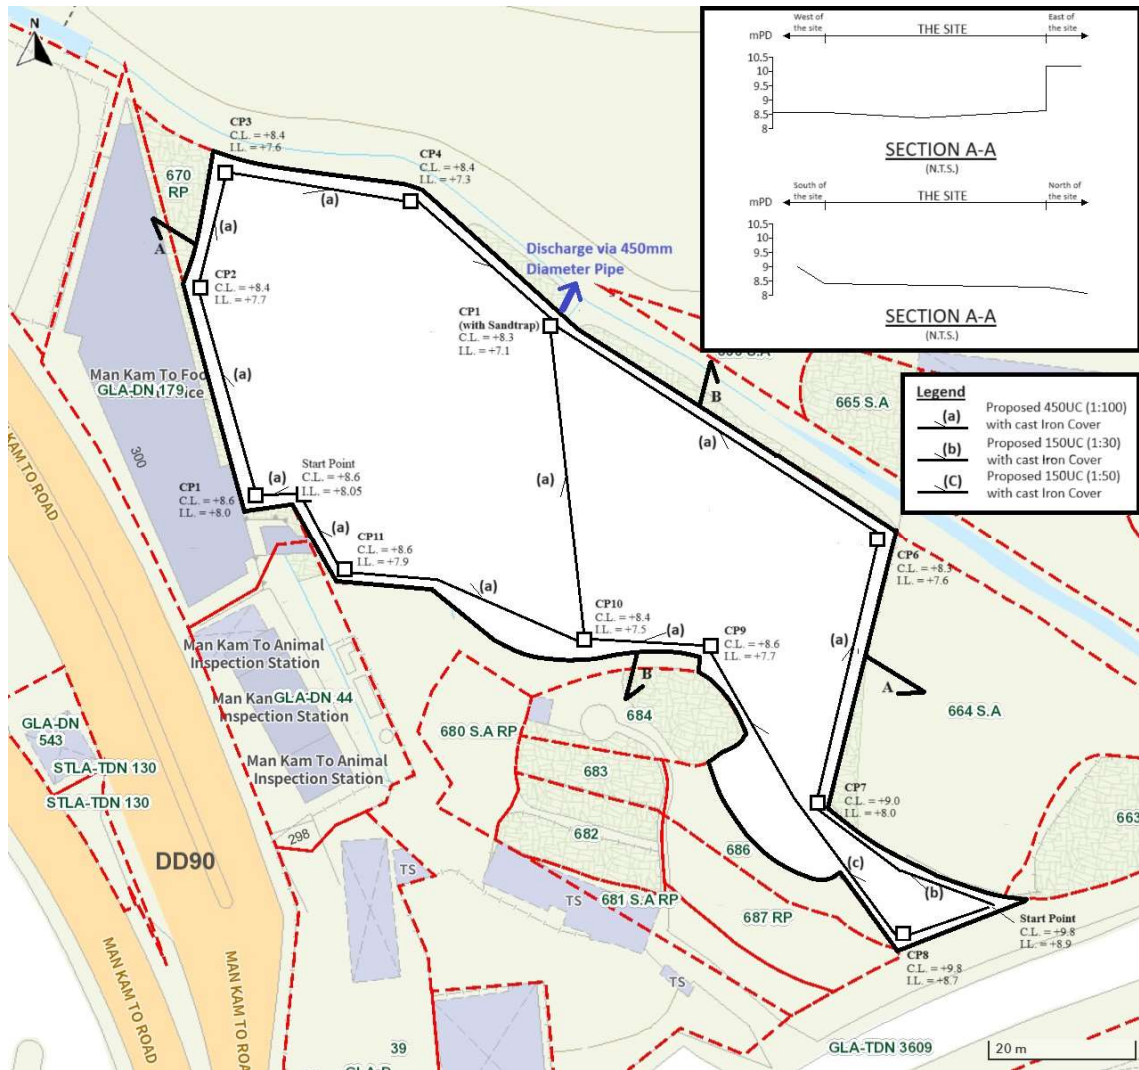 N
CP3
C.L. = +8.4
I.L. = +7.6
CP4
C.L. = +8.4
I.L. = +7.3
670
RP
(a)
(a)
A
CP2
C.L. = +8.4
I.L. = +7.7
Discharge via 450mm
Diameter Pipe
CP1
(with Sandtrap)
C.L. = +8.3
I.L. = +7.1
West of
the site
THE SITE
East of
the site
mPD
10.5
10
9.5
9
8.5
8
SECTION A-A
(N.T.S.)
South of
the site
THE SITE
North of
the site
mPD
10.5
10
9.5
9
8.5
8
SECTION A-A
(N.T.S.)
Legend
(a) Proposed 450UC (1:100)
with cast Iron Cover
(b) Proposed 150UC (1:30)
with cast Iron Cover
(C) Proposed 150UC (1:50)
with cast Iron Cover
665 S.A
B
(a)
(a)
Man Kam To Foo
GLA-DN 179
300
MAN KAM TO ROAD
Start Point
C.L. = +8.6
I.L. = +8.05
(a)
CP1
C.L. = +8.6
I.L. = +8.0
(a)
(a)
CP11
C.L. = +8.6
I.L. = +7.9
(a)
CP6
C.L. = +8.3
I.L. = +7.6
CP10
C.L. = +8.4
I.L. = +7.5
(a)
CP9
C.L. = +8.6
I.L. = +7.7
(a)
A
B
664 S.A
Man Kam To Animal
Inspection Station
Man Kam
GLA-DN 44
Inspection Station
Man Kam To Animal
Inspection Station
GLA-DN
543
STLA-TDN 130
STLA-TDN 130
680 S.A RP
684
683
682
681 S.A RP
686
687 RP
CP7
C.L. = +9.0
I.L. = +8.0
663
(c)
(b)
Start Point
C.L. = +9.8
I.L. = +8.9
CP8
C.L. = +9.8
I.L. = +8.7
298
DD90
TS
TS
TS
MAN KAM TO ROAD
MAN KAM TO ROA
39
GLA-TDN 3609
20 m